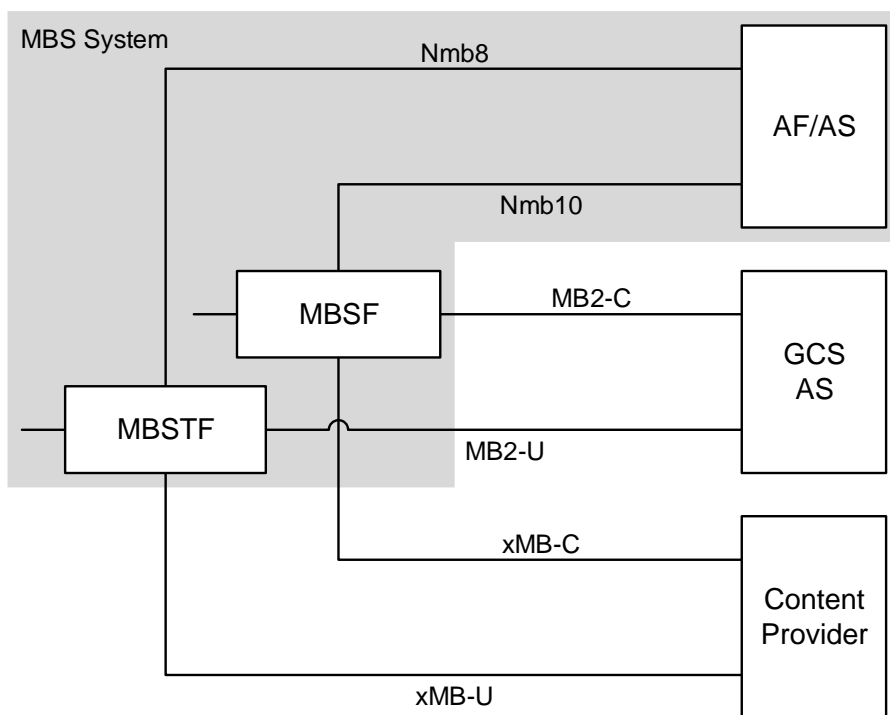 MBS System
Nmb8
AF/AS
Nmb10
MBSF
MB2-C
GCS
AS
MBSTF
MB2-U
xMB-C
Content
Provider
xMB-U